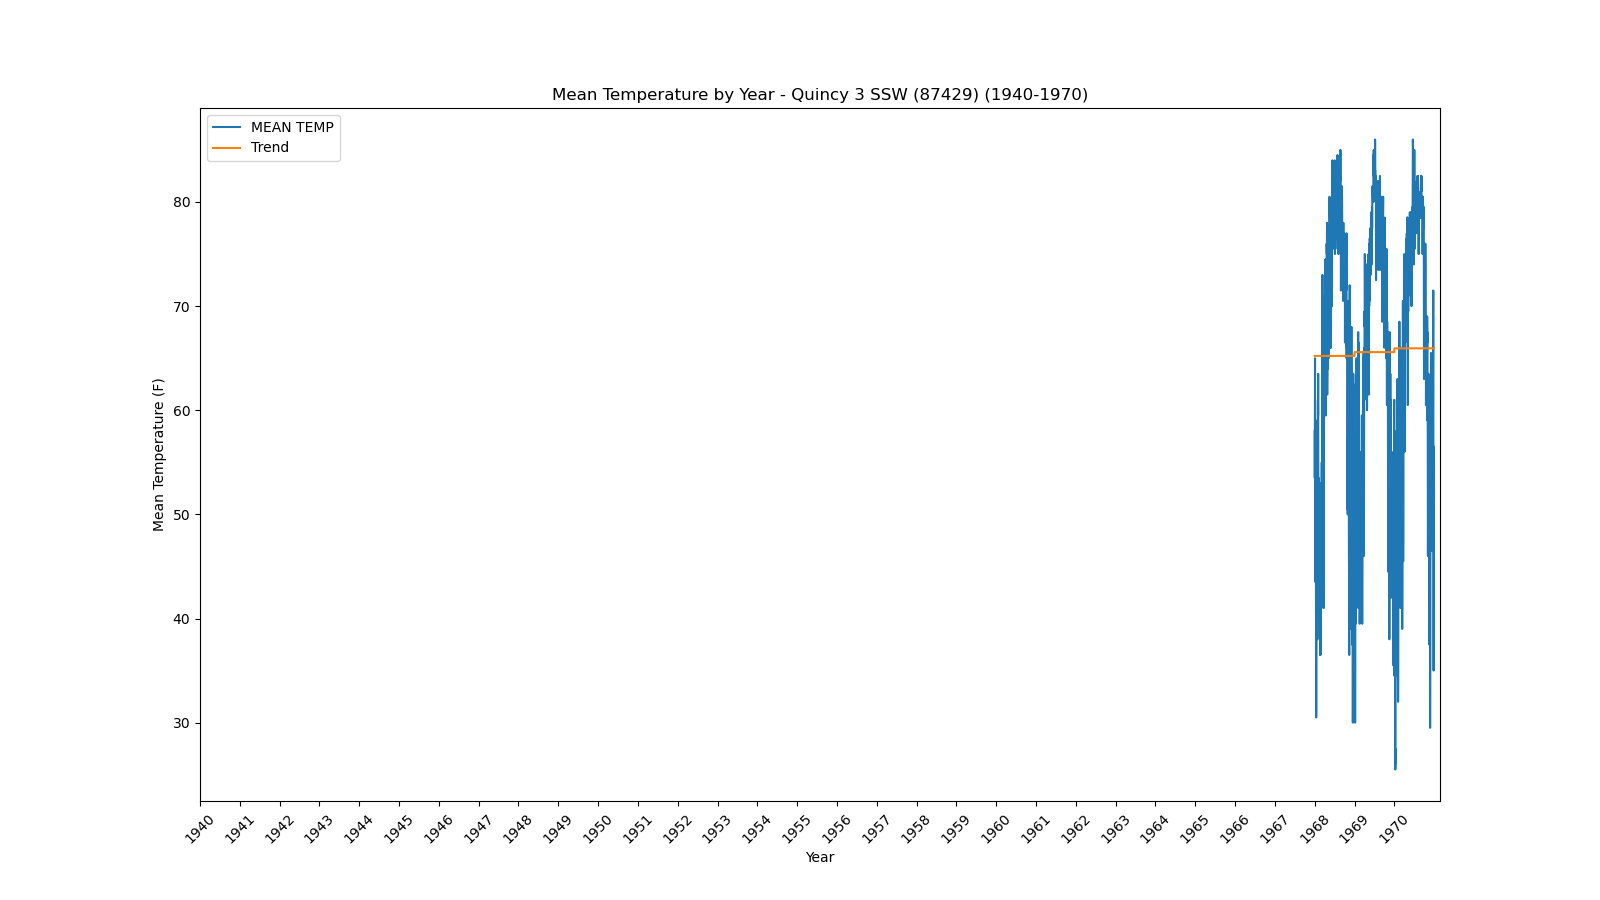 Mean Temperature by Year - Quincy 3 SSW (87429) (1940-1970)
MEAN TEMP
Trend
Mean Temperature (F)
80
70
60
50
40
30
1940 1941 1942 1943 1944 1945 1946 1947 1948 1949 1950 1951 1952 1953 1954 1955 1956 1957 1958 1959 1960 1961 1962 1963 1964 1965 1966 1967 1968 1969 1970
Year